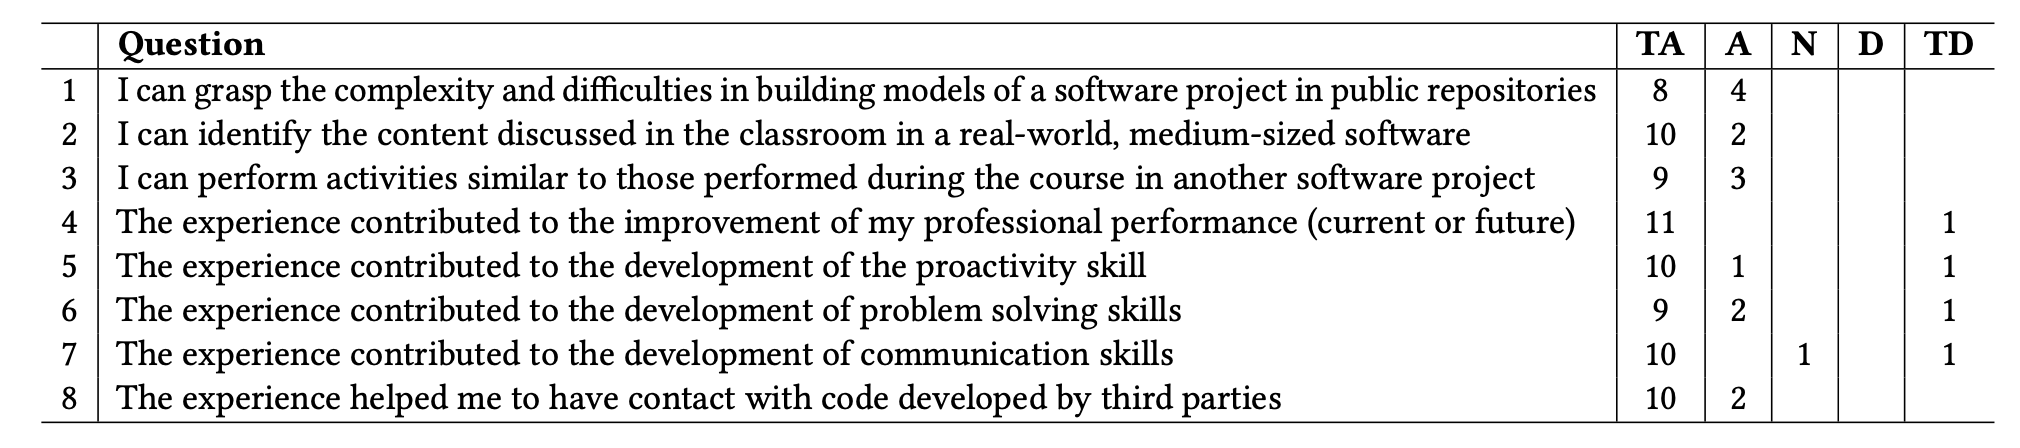 Question TA A N D TD
1 I can grasp the complexity and difficulties in building models of a software project in public repositories 8 4
2 I can identify the content discussed in the classroom in a real-world, medium-sized software 10 2
3 I can perform activities similar to those performed during the course in another software project 9 3
4 The experience contributed to the improvement of my professional performance (current or future) 11 1
5 The experience contributed to the development of the proactivity skill 10 1 1
6 The experience contributed to the development of problem solving skills 9 2 1
7 The experience contributed to the development of communication skills 10 1 1
8 The experience helped me to have contact with code developed by third parties 10 2